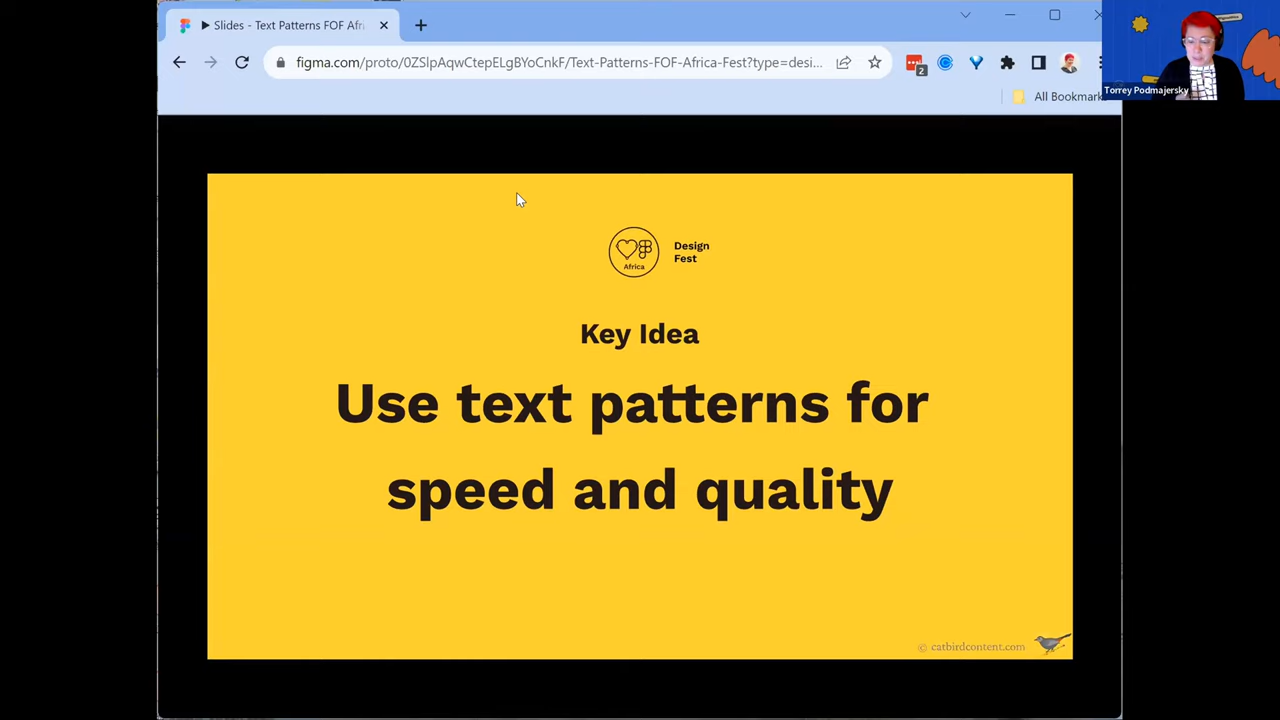 Slides - Text Patterns FOF Afr
figma.com/proto/0ZSlpAqwCtepELgBYoCnkF/Text-Patterns-FOF-Africa-Fest?type=desi...
2
All Bookmark
Torrey Podmajersky
Africa
Design
Fest
Key Idea
Use text patterns for
speed and quality
© catbirdcontent.com